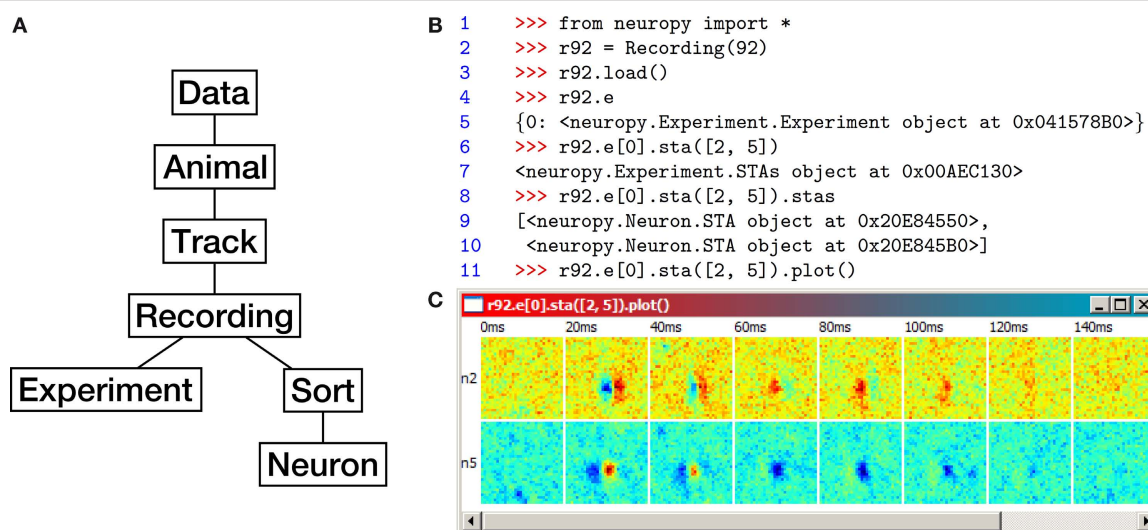 A
Data
Animal
Track
Recording
Experiment
Sort
Neuron
B
1 >>> from neuropy import *
2 >>> r92 = Recording(92)
3 >>> r92.load()
4 >>> r92.e
5 {0: <neuropy.Experiment.Experiment object at 0x041578B0>}
6 >>> r92.e[0].sta([2, 5])
7 <neuropy.Experiment.STAs object at 0x00AEC130>
8 >>> r92.e[0].sta([2, 5]).stas
9 [<neuropy.Neuron.STA object at 0x20E84550>,
10 <neuropy.Neuron.STA object at 0x20E845B0>]
11 >>> r92.e[0].sta([2, 5]).plot()
C
r92.e[0].sta([2, 5]).plot()
0ms 20ms 40ms 60ms 80ms 100ms 120ms 140ms
n2
n5